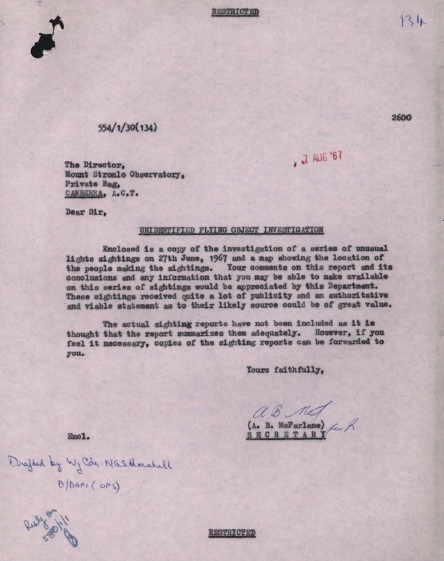 RESTRICTED
134
2600
554/1/30(134)
3 AUG '67
The Director,
Mount Stromlo Observatory,
Private Bag,
CANBERRA, A.C.T.
Dear Sir,
UNIDENTIFIED FLYING OBJECT INVESTIGATION
Enclosed is a copy of the investigation of a series of unusual
lights sightings on 27th June, 1967 and a map showing the location of
the people making the sightings. Your comments on this report and its
conclusions and any information that you may be able to make available
on this series of sightings would be appreciated by this Department.
These sightings received quite a lot of publicity and an authoritative
and viable statement as to their likely source could be of great value.
The actual sighting reports have not been included as it is
thought that the report summarizes them adequately. However, if you
feel it necessary, copies of the sighting reports can be forwarded to
you.
Yours faithfully,
A B
(A. B. McFarlane)
SECRETARY
Encl.
Drafted by Wg Cdr N G S Marshall
D/DAFI (OPS)
Reply on
RESTRICTED